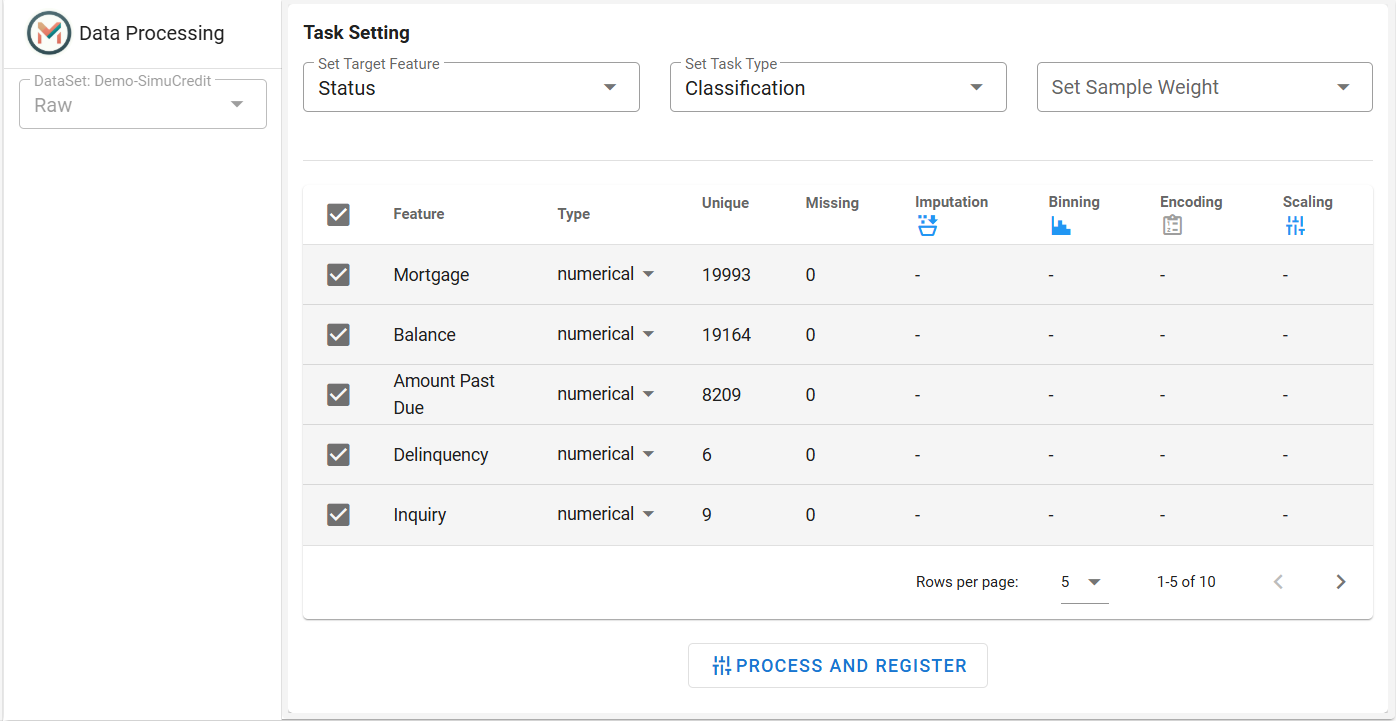 Data Processing
DataSet: Demo-SimuCredit
Raw
Task Setting
Set Target Feature
Status
Set Task Type
Classification
Set Sample Weight
Feature Type Unique Missing Imputation Binning Encoding Scaling
Mortgage numerical 19993 0 - - - -
Balance numerical 19164 0 - - - -
Amount Past
Due numerical 8209 0 - - - -
Delinquency numerical 6 0 - - - -
Inquiry numerical 9 0 - - - -
Rows per page: 5 1-5 of 10
PROCESS AND REGISTER